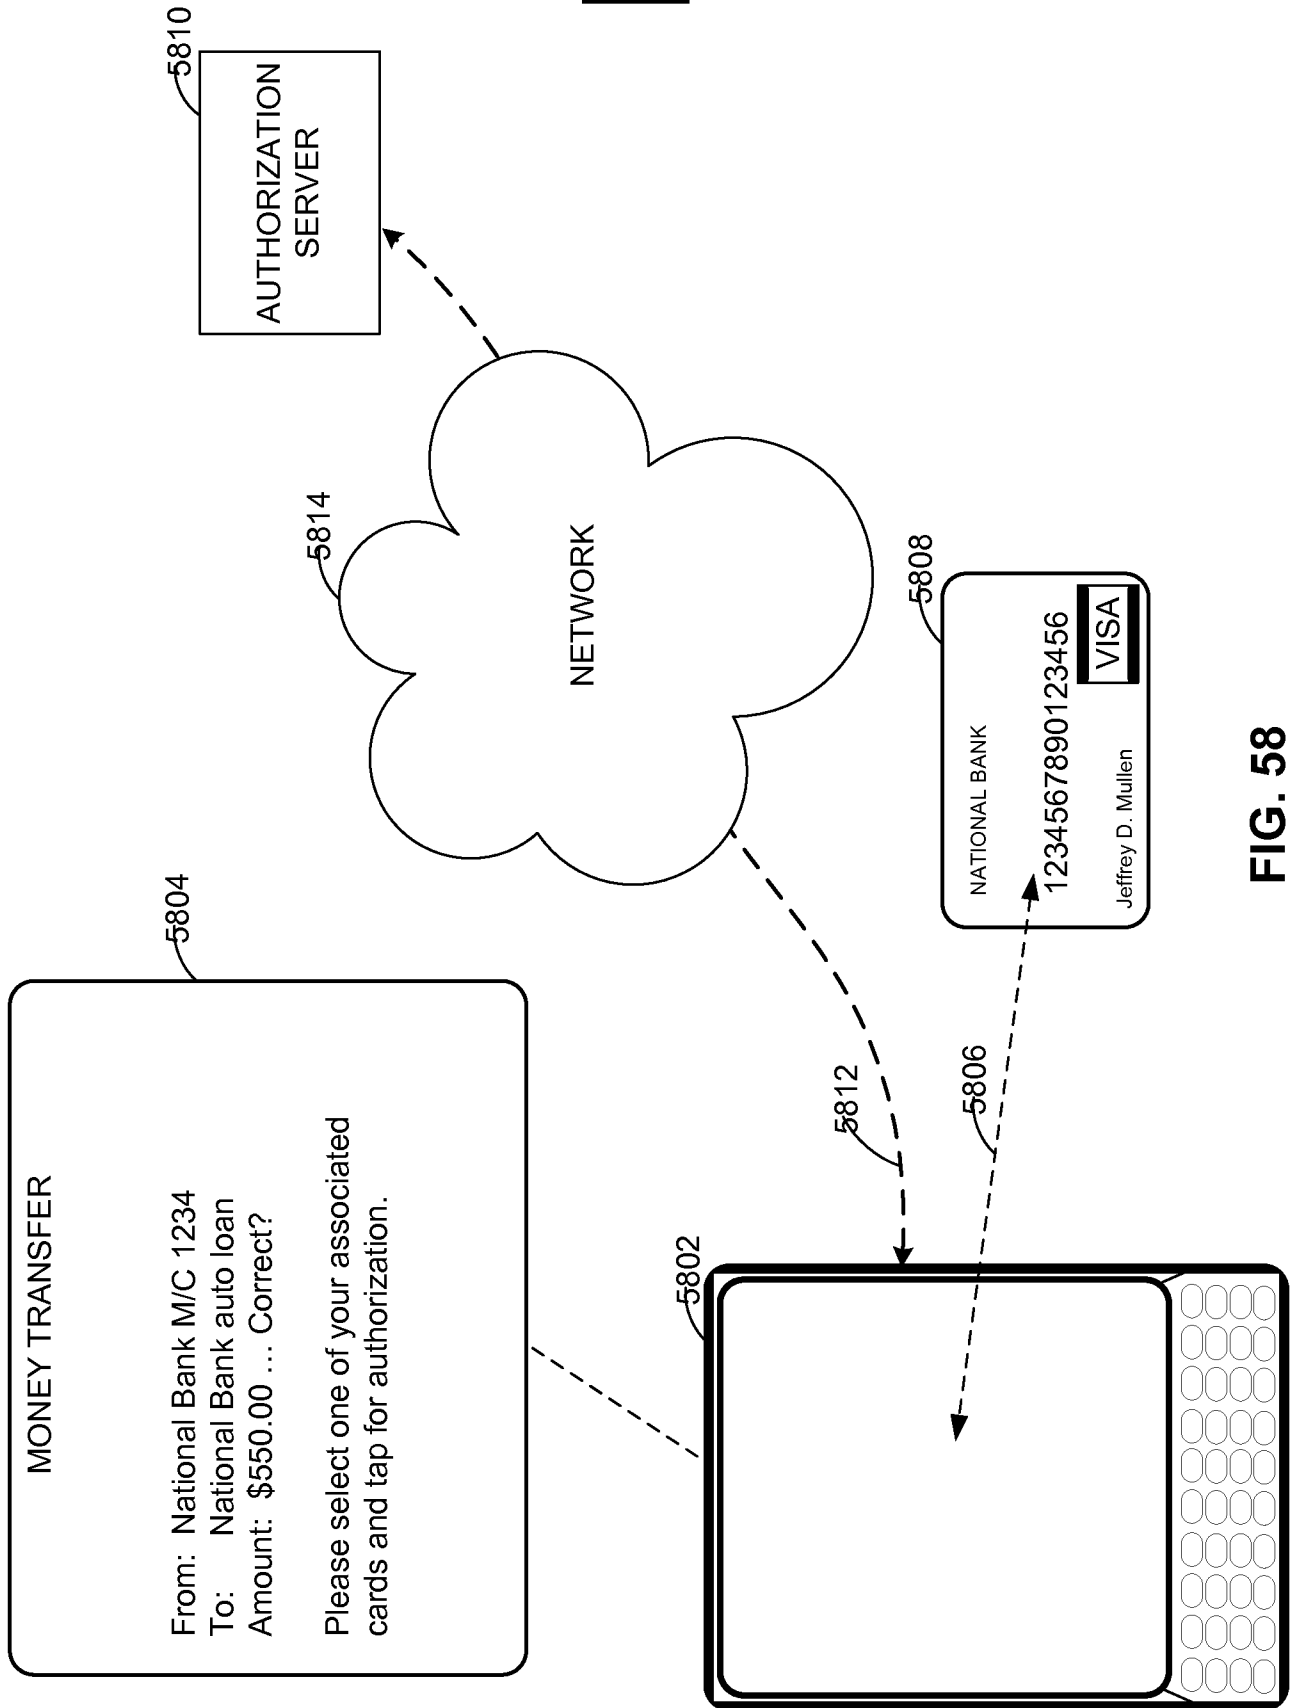 MONEY TRANSFER
From: National Bank M/C 1234
To: National Bank auto loan
Amount: $550.00 ... Correct?
Please select one of your associated
cards and tap for authorization.
5804
5814
NETWORK
5810
AUTHORIZATION
SERVER
5802
5812
5806
5808
NATIONAL BANK
1234567890123456
Jeffrey D. Mullen
VISA
FIG. 58